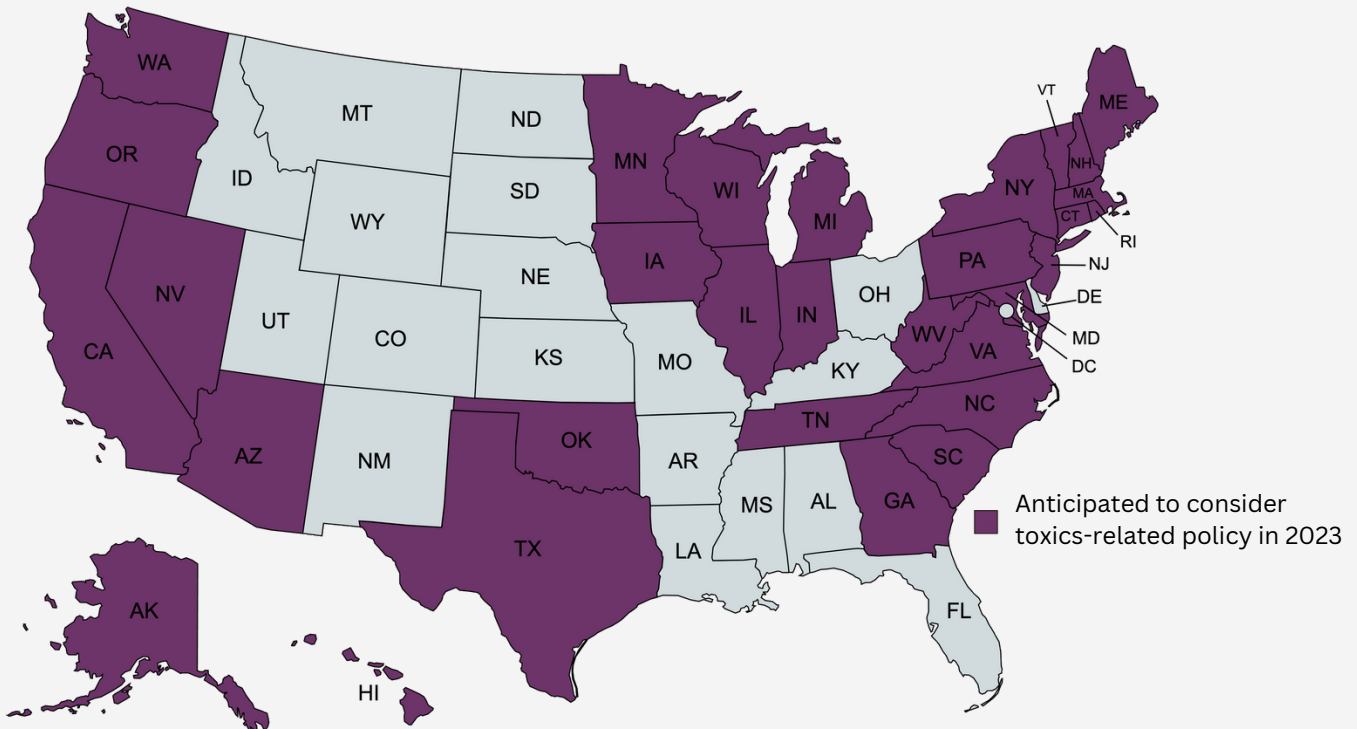 WA
MT
ND
MN
VT
ME
OR
ID
SD
WI
NY
NH
MA
CT
RI
WY
MI
NV
NE
IA
PA
NJ
UT
CO
IL
IN
OH
DE
CA
KS
MO
KY
WV
VA
MD
DC
AZ
NM
OK
AR
TN
NC
SC
TX
LA
MS
AL
GA
Anticipated to consider
toxics-related policy in 2023
AK
HI
FL